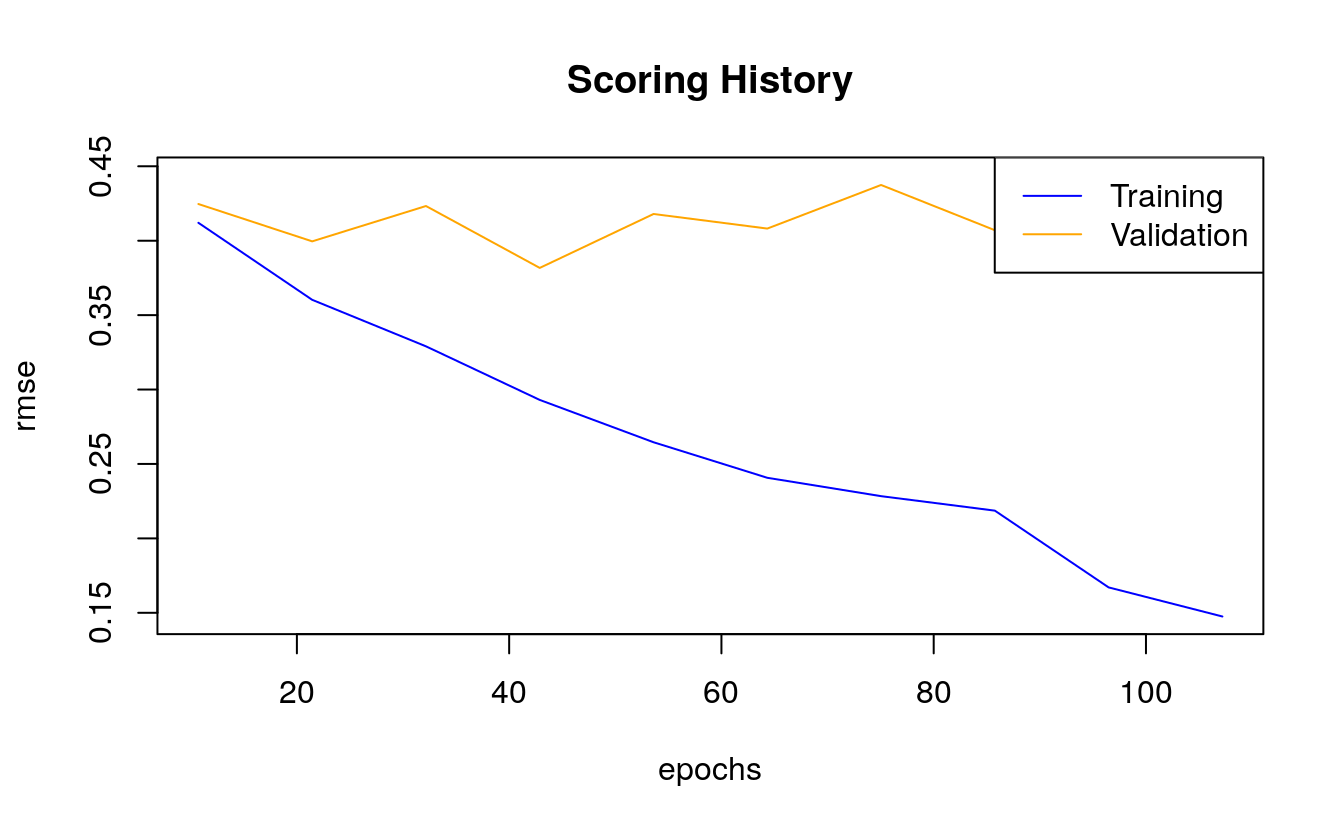 Scoring History
Training
Validation
0.45
0.35
0.25
0.15
rmse
20 40 60 80 100
epochs